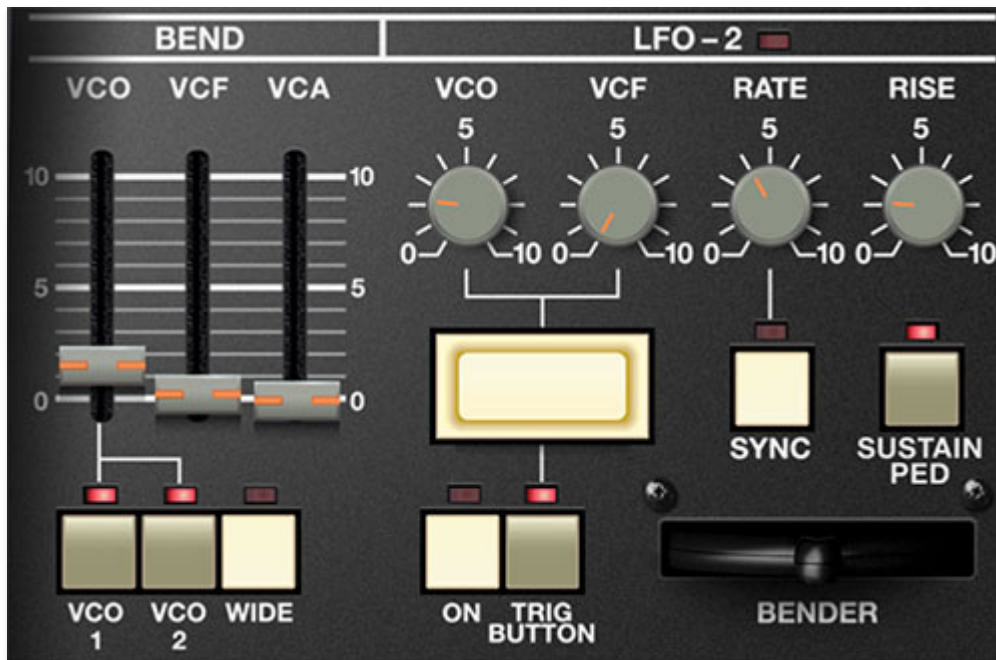 BEND
LFO-2
VCO VCF VCA
VCO VCF RATE RISE
5 5 5 5
10 10
5 5
0 0
0 10 0 10 0 10 0 10
SYNC
SUSTAIN
PED
VCO
1
VCO
2
WIDE
ON
TRIG
BUTTON
BENDER